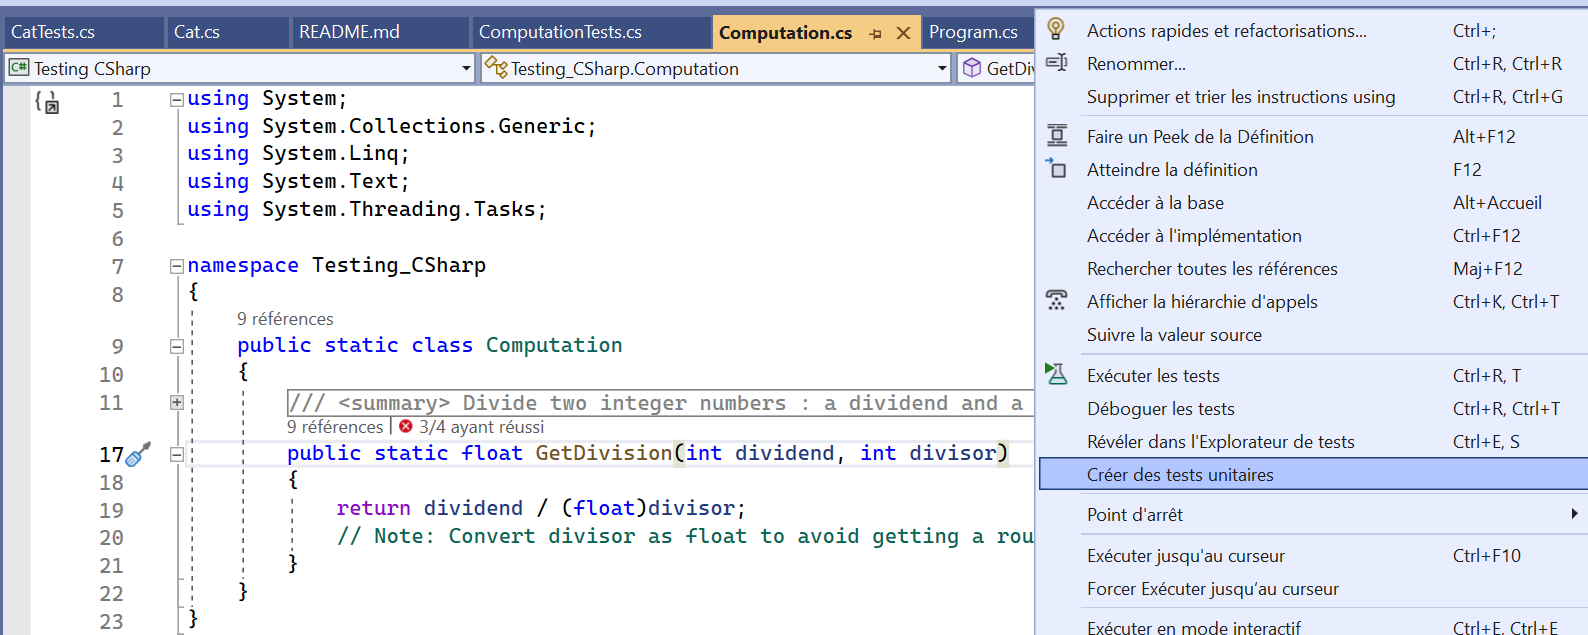 CatTests.cs Cat.cs README.md ComputationTests.cs Computation.cs Program.cs
C# Testing CSharp Testing_CSharp.Computation GetDiv
1 using System;
2 using System.Collections.Generic;
3 using System.Linq;
4 using System.Text;
5 using System.Threading.Tasks;
6
7 namespace Testing_CSharp
8 {
9 références
9 public static class Computation
10 {
11 /// <summary> Divide two integer numbers : a dividend and a
9 références | 3/4 ayant réussi
17 public static float GetDivision(int dividend, int divisor)
18 {
19 return dividend / (float)divisor;
20 // Note: Convert divisor as float to avoid getting a rou
21 }
22 }
23 }
Actions rapides et refactorisations... Ctrl+;
Renommer... Ctrl+R, Ctrl+R
Supprimer et trier les instructions using Ctrl+R, Ctrl+G
Faire un Peek de la Définition Alt+F12
Atteindre la définition F12
Accéder à la base Alt+Accueil
Accéder à l'implémentation Ctrl+F12
Rechercher toutes les références Maj+F12
Afficher la hiérarchie d'appels Ctrl+K, Ctrl+T
Suivre la valeur source
Exécuter les tests Ctrl+R, T
Déboguer les tests Ctrl+R, Ctrl+T
Révéler dans l'Explorateur de tests Ctrl+E, S
Créer des tests unitaires
Point d'arrêt
Exécuter jusqu'au curseur Ctrl+F10
Forcer Exécuter jusqu’au curseur
Exécuter en mode interactif Ctrl+E, Ctrl+E